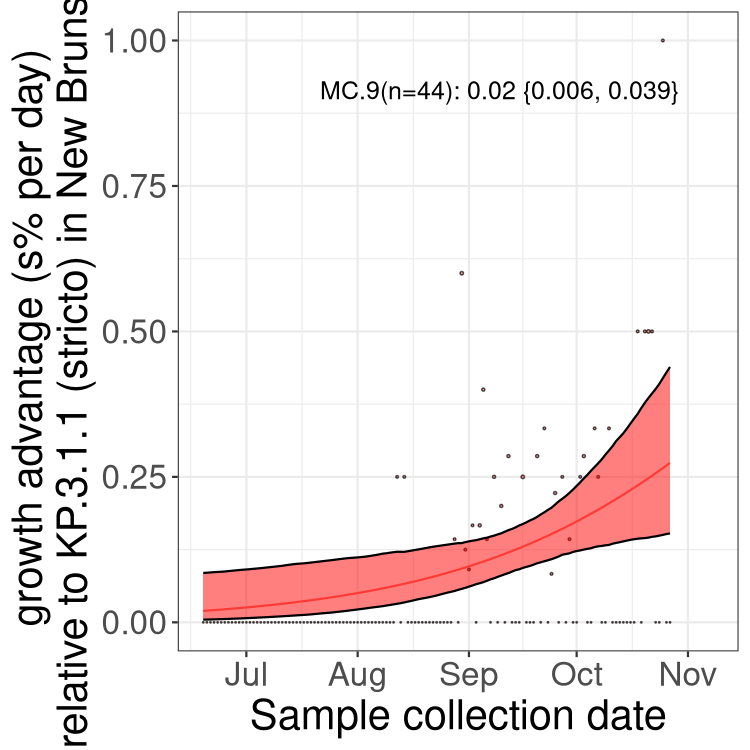 growth advantage (s% per day)
relative to KP.3.1.1 (stricto) in New Bruns
1.00
0.75
0.50
0.25
0.00
MC.9(n=44): 0.02 {0.006, 0.039}
Jul Aug Sep Oct Nov
Sample collection date